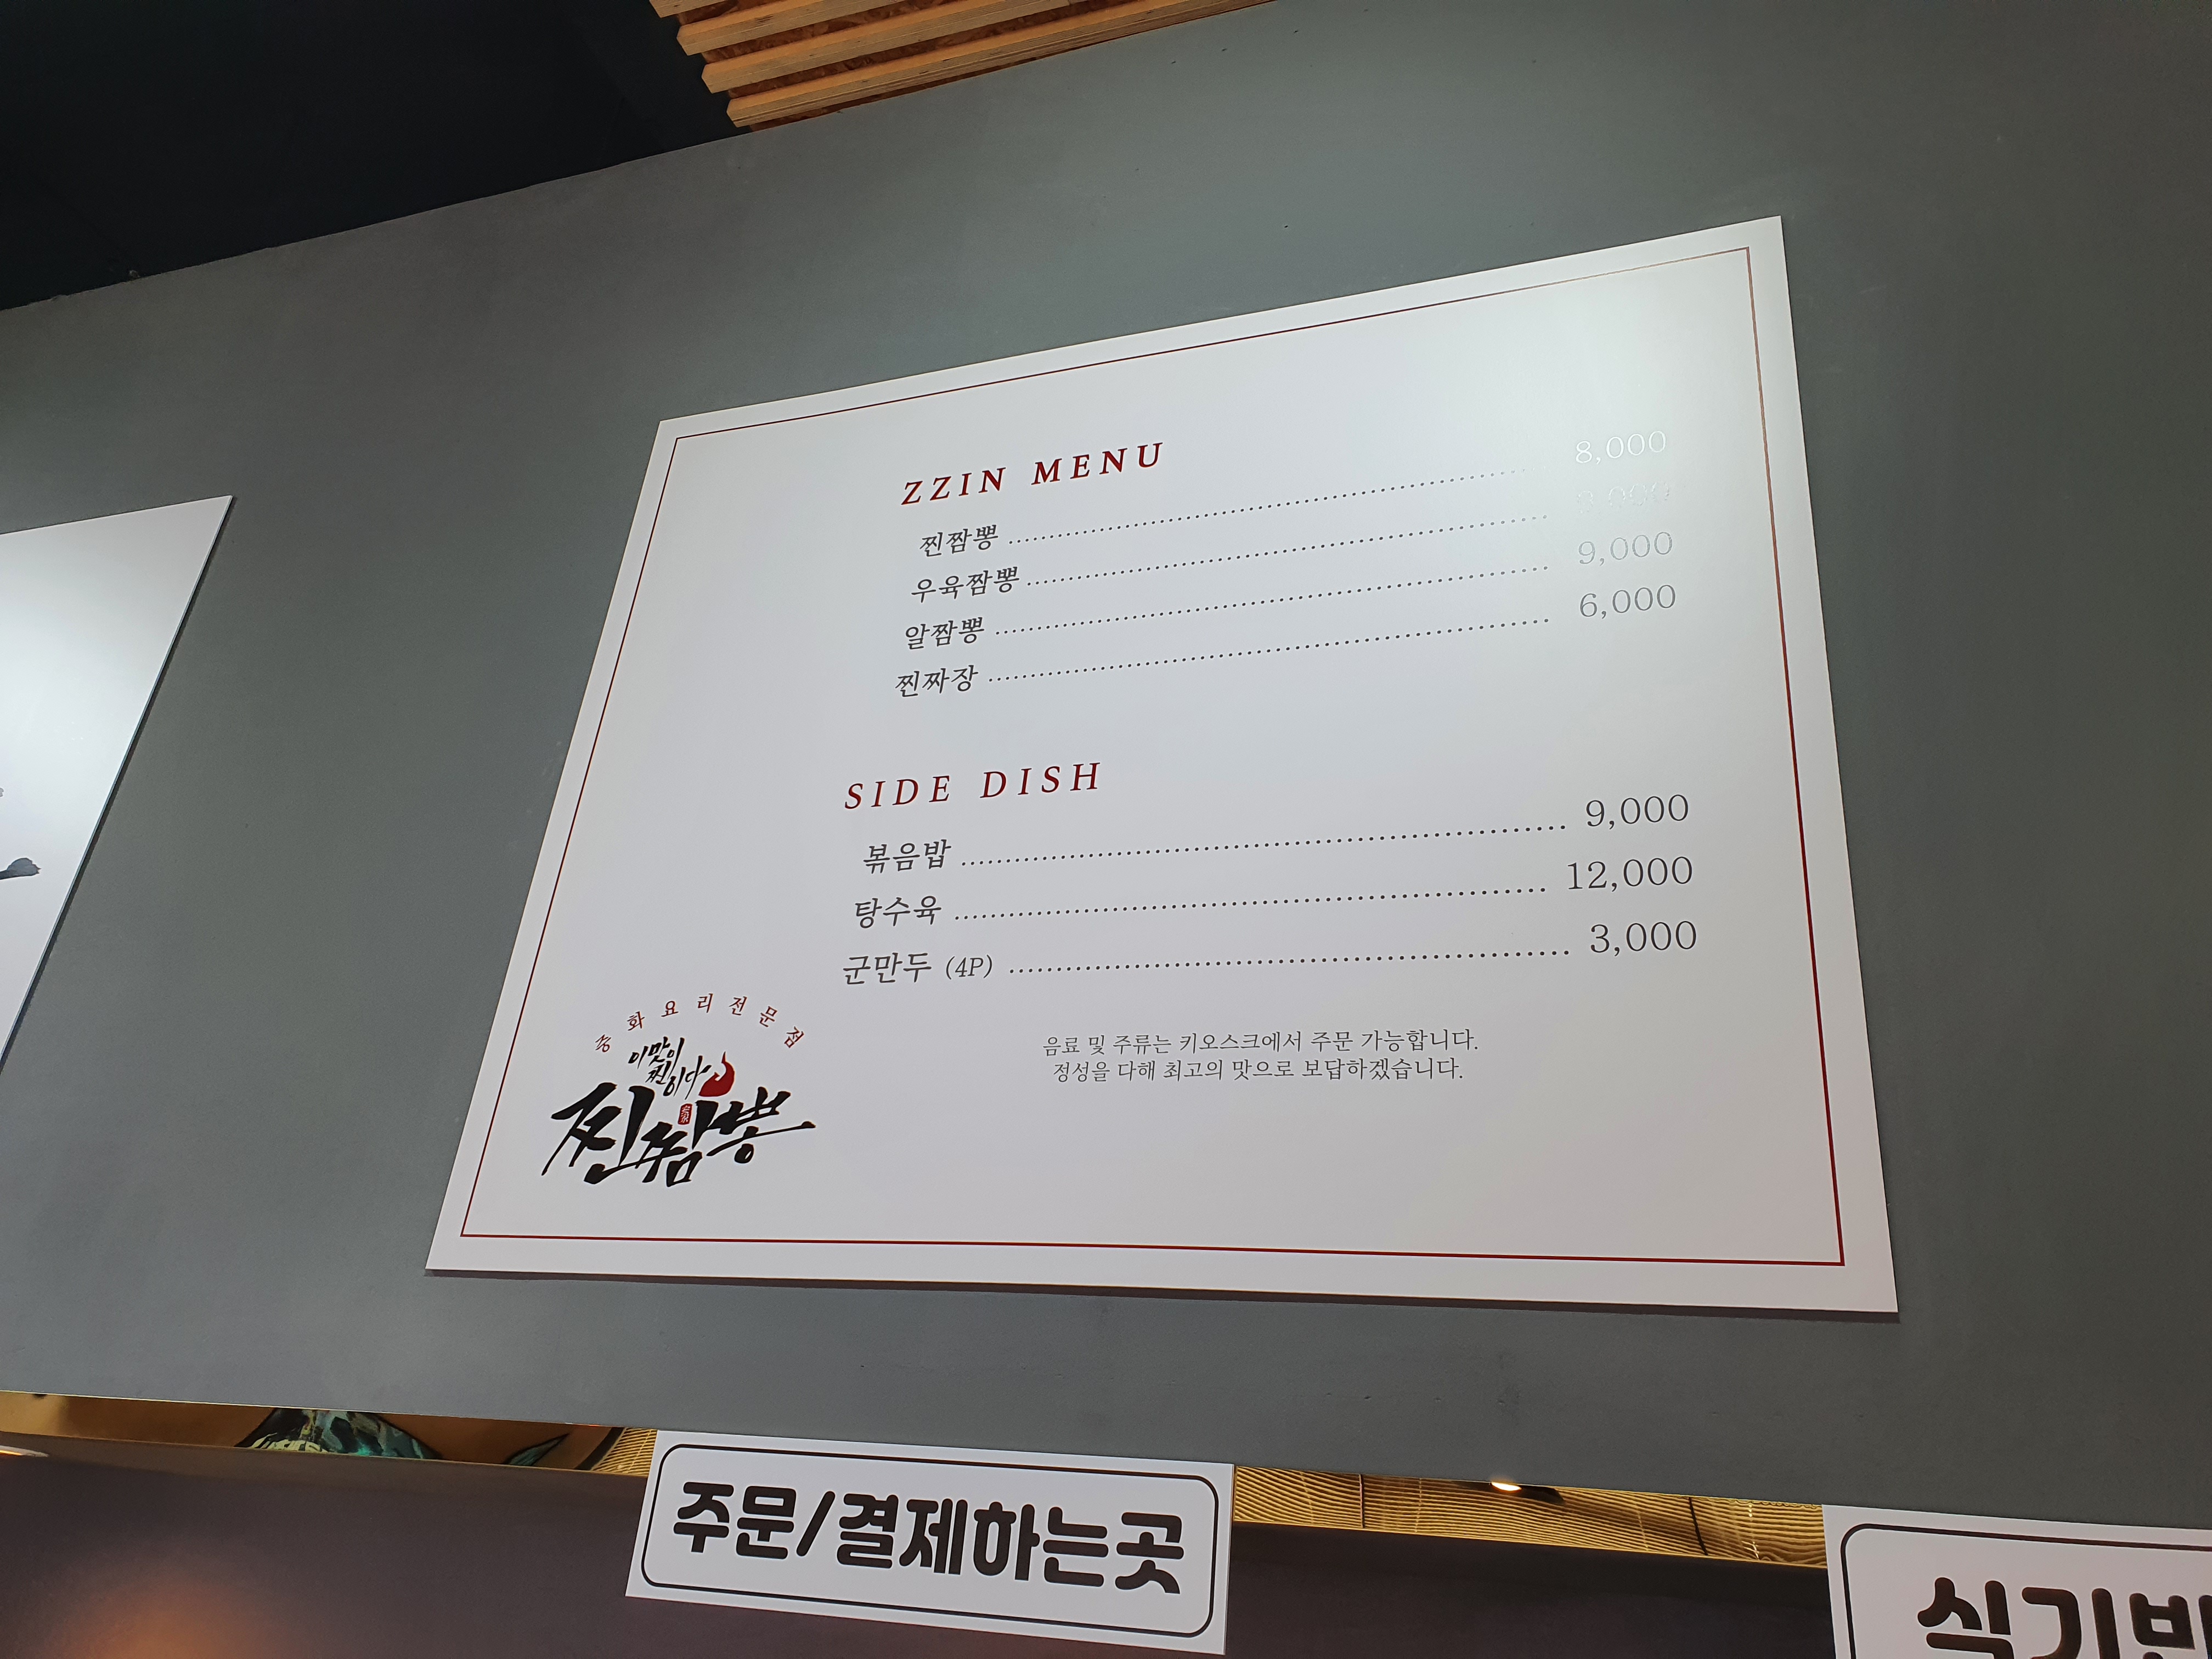 ZZIN MENU
찐짬뽕 8,000
우육짬뽕
알짬뽕 9,000
찐짜장 6,000
SIDE DISH
볶음밥 9,000
탕수육 12,000
군만두 (4P) 3,000
음료 및 주류는 키오스크에서 주문 가능합니다.
정성을 다해 최고의 맛으로 보답하겠습니다.
중화요리전문점
이맛이
찐이다
찐짬뽕
주문/결제하는곳
식기반